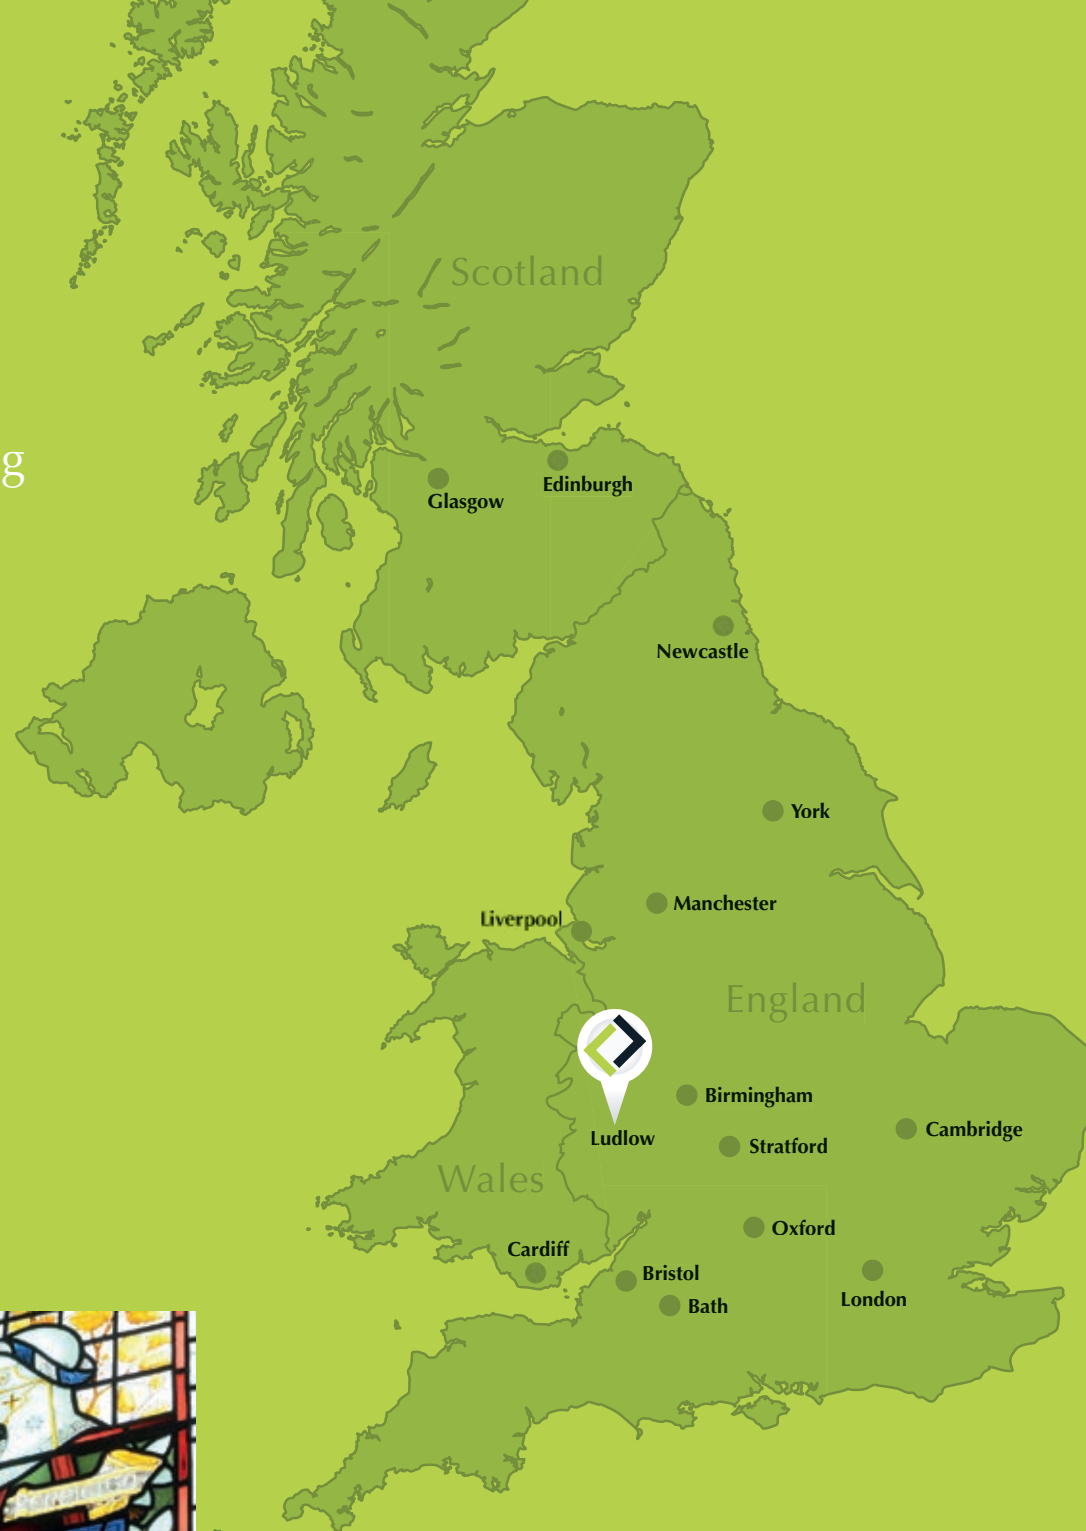 Scotland
g
Edinburgh
Glasgow
Newcastle
York
Manchester
Liverpool
England
Birmingham
Cambridge
Ludlow
Stratford
Wales
Oxford
Cardiff
Bristol
London
Bath